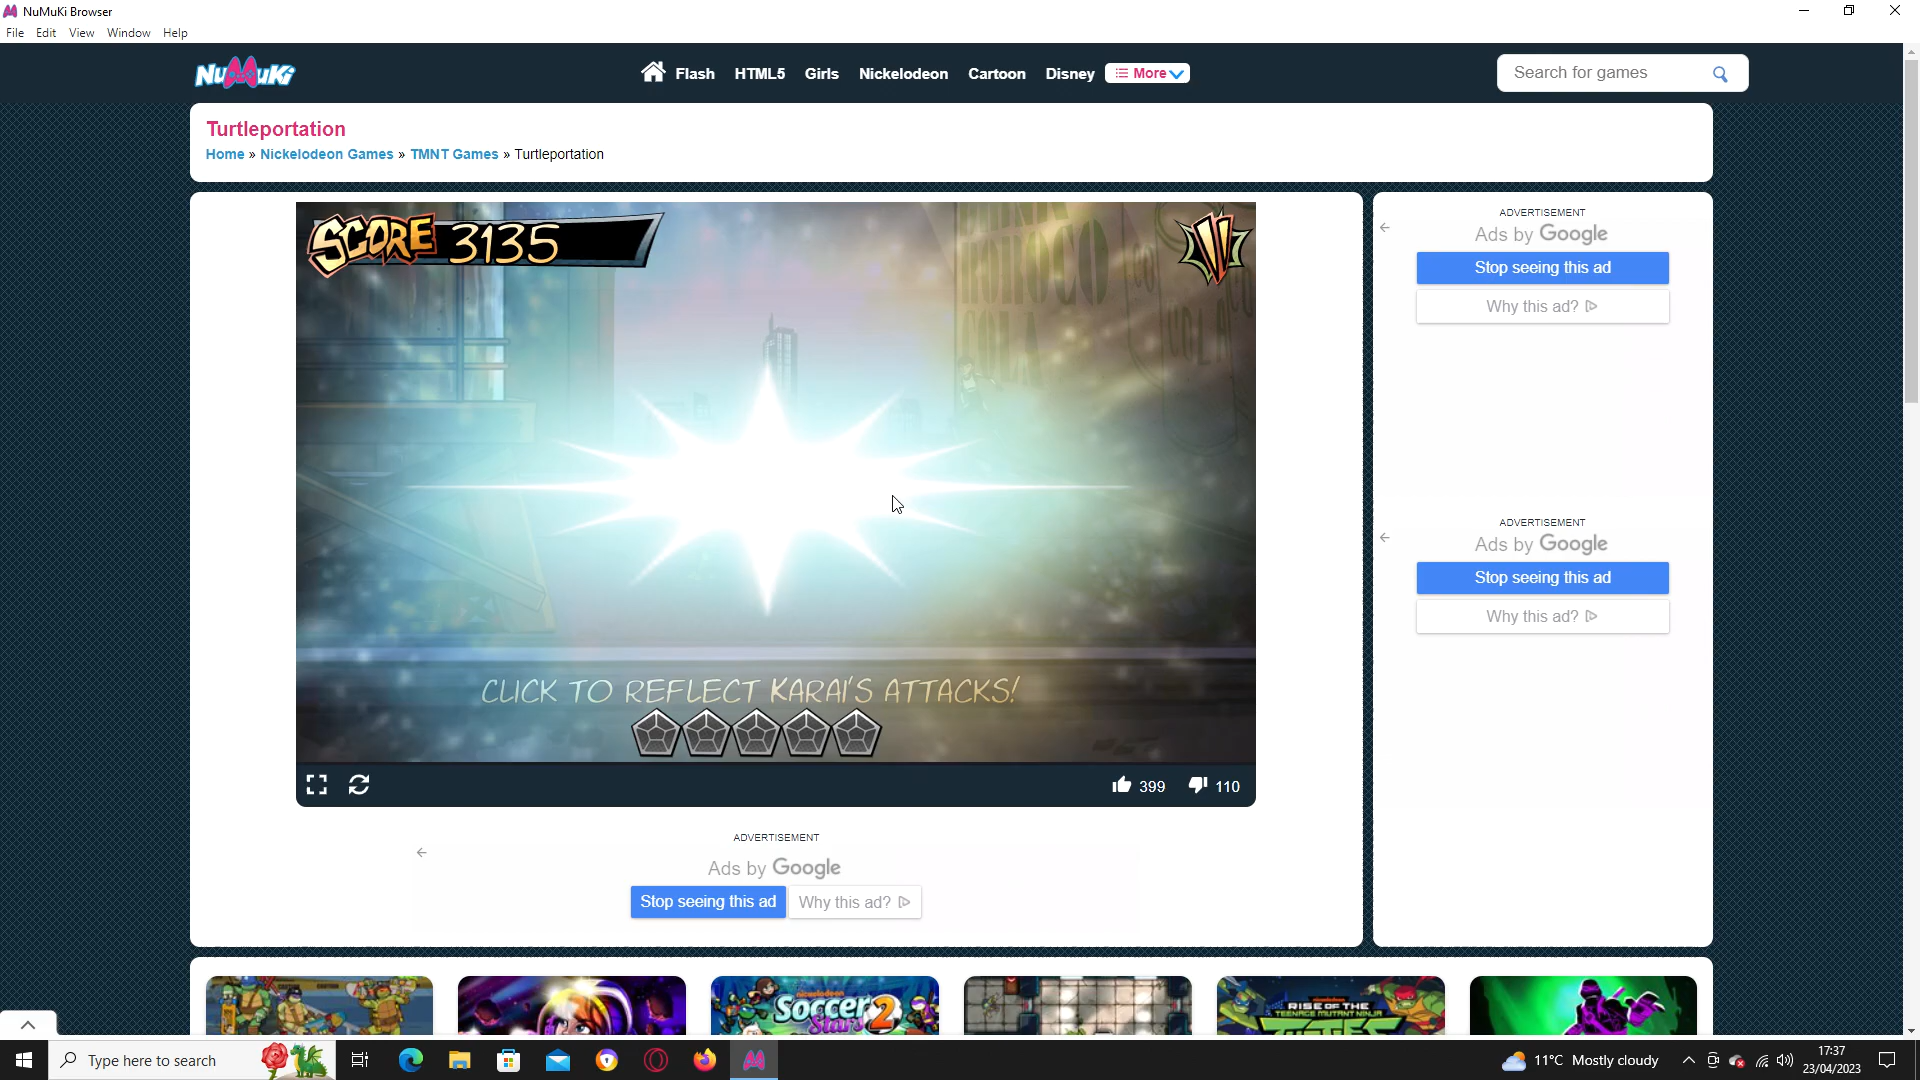 NuMuKi Browser
File Edit View Window Help
NuMuKi
Flash HTML5 Girls Nickelodeon Cartoon Disney More
Search for games
Turtleportation
Home » Nickelodeon Games » TMNT Games » Turtleportation
SCORE 3135
CLICK TO REFLECT KARAI'S ATTACKS!
399 110
ADVERTISEMENT
Ads by Google
Stop seeing this ad
Why this ad?
ADVERTISEMENT
Ads by Google
Stop seeing this ad
Why this ad?
ADVERTISEMENT
Ads by Google
Stop seeing this ad Why this ad?
nickelodeon
Soccer
Stars 2
nickelodeon
RISE OF THE
TEENAGE MUTANT NINJA
TURTLES
Type here to search
11°C Mostly cloudy
17:37
23/04/2023